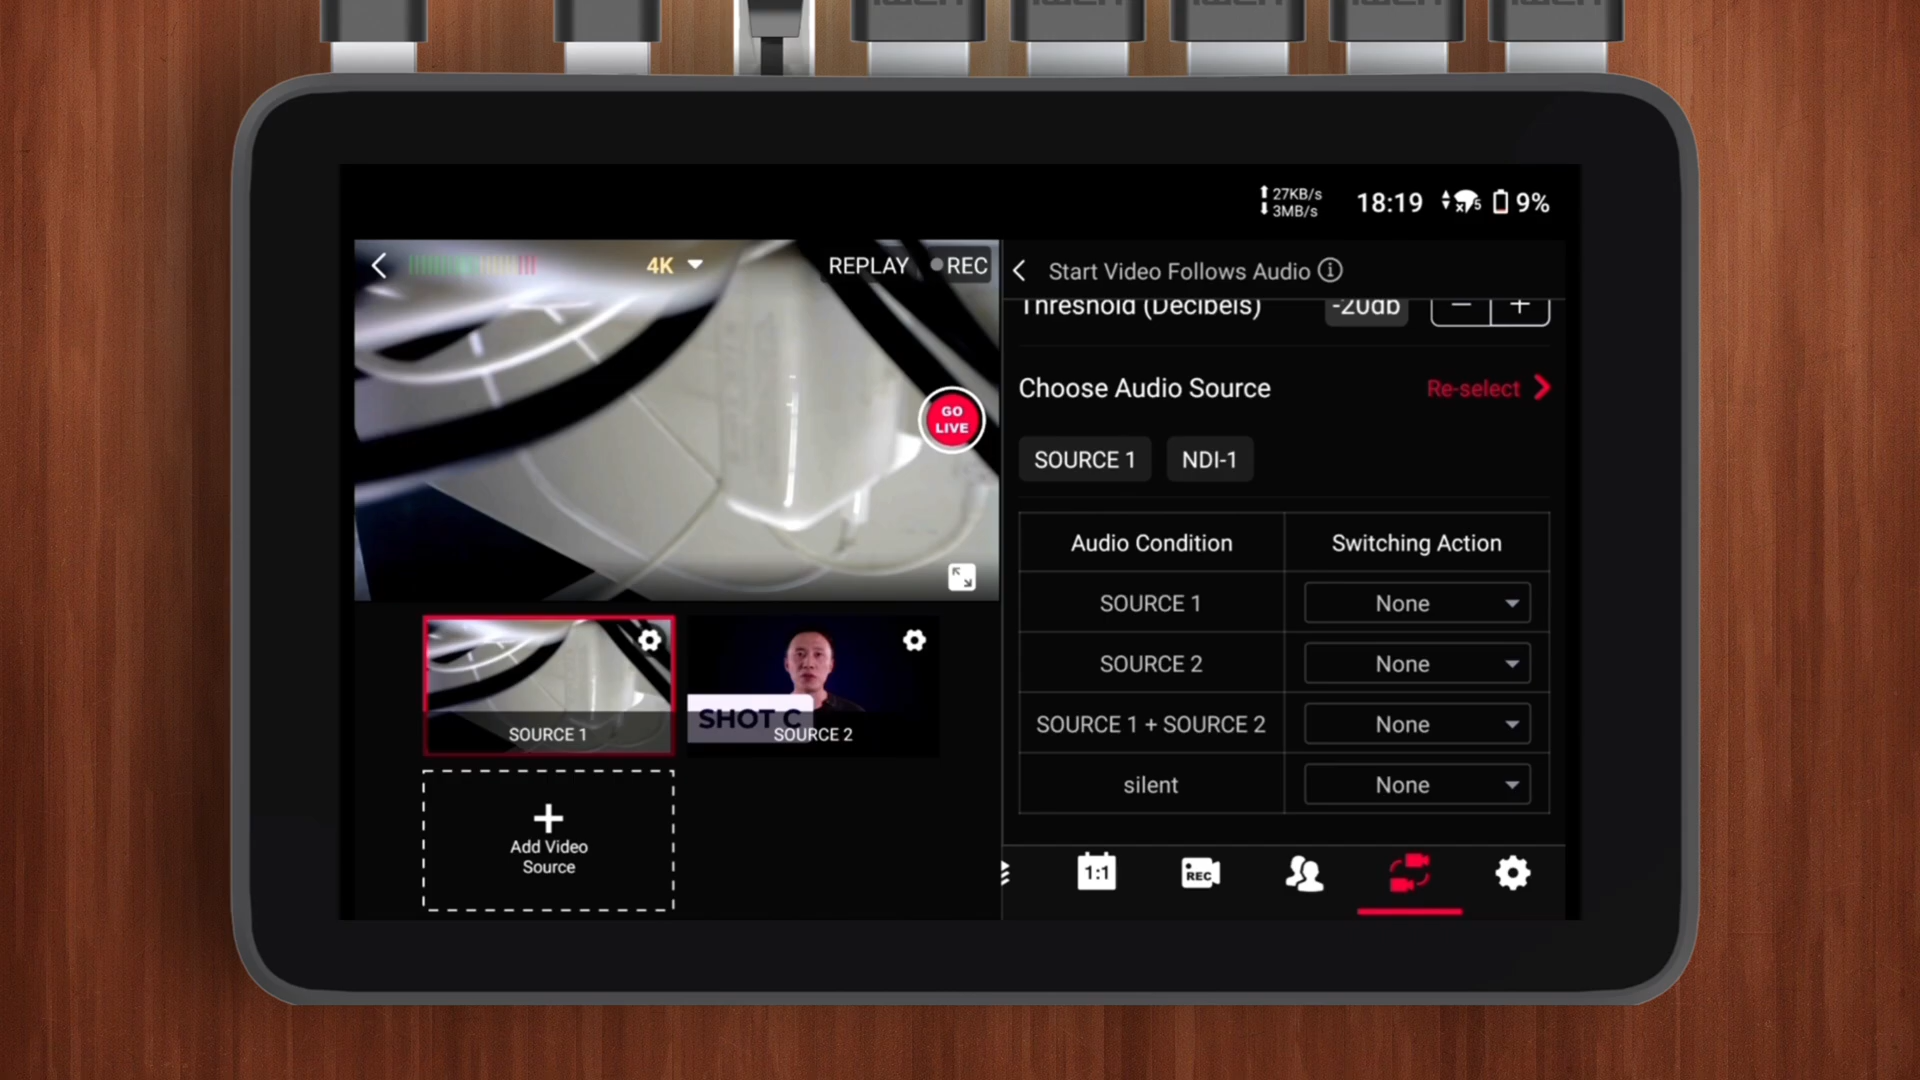 27KB/s
3MB/s
18:19
5
9%
4K
REPLAY
REC
Start Video Follows Audio
Threshold (Decibels)
-20db
GO
LIVE
Choose Audio Source
Re-select
SOURCE 1
NDI-1
Audio Condition
Switching Action
SOURCE 1
None
SOURCE 2
None
SOURCE 1 + SOURCE 2
None
silent
None
SHOT C
SOURCE 1
SOURCE 2
Add Video
Source
1:1
REC